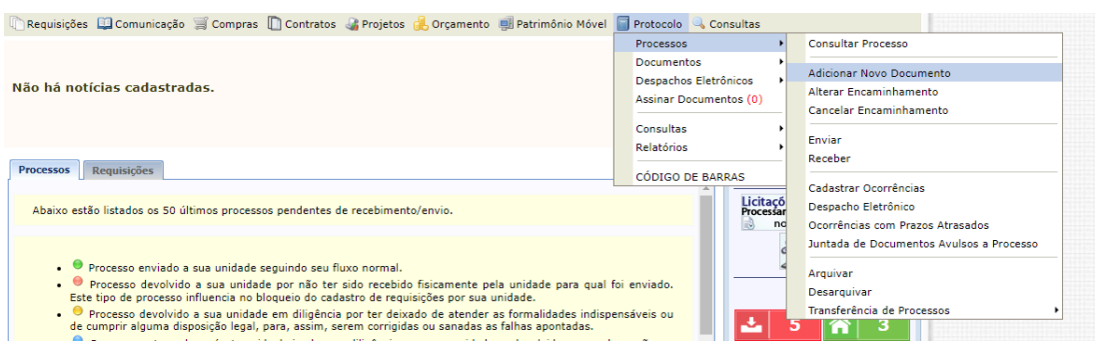 Requisições Comunicação Compras Contratos Projetos Orçamento Patrimônio Móvel Protocolo Consultas
Processos
Documentos
Despachos Eletrônicos
Assinar Documentos (0)
Consultas
Relatórios
CÓDIGO DE BARRAS
Consultar Processo
Adicionar Novo Documento
Alterar Encaminhamento
Cancelar Encaminhamento
Enviar
Receber
Cadastrar Ocorrências
Despacho Eletrônico
Ocorrências com Prazos Atrasados
Juntada de Documentos Avulsos a Processo
Arquivar
Desarquivar
Transferência de Processos
Não há notícias cadastradas.
Processos Requisições
Abaixo estão listados os 50 últimos processos pendentes de recebimento/envio.
Processo enviado a sua unidade seguindo seu fluxo normal.
Processo devolvido a sua unidade por não ter sido recebido fisicamente pela unidade para qual foi enviado.
Este tipo de processo influencia no bloqueio do cadastro de requisições por sua unidade.
Processo devolvido a sua unidade em diligência por ter deixado de atender as formalidades indispensáveis ou
de cumprir alguma disposição legal, para, assim, serem corrigidas ou sanadas as falhas apontadas.
5 3